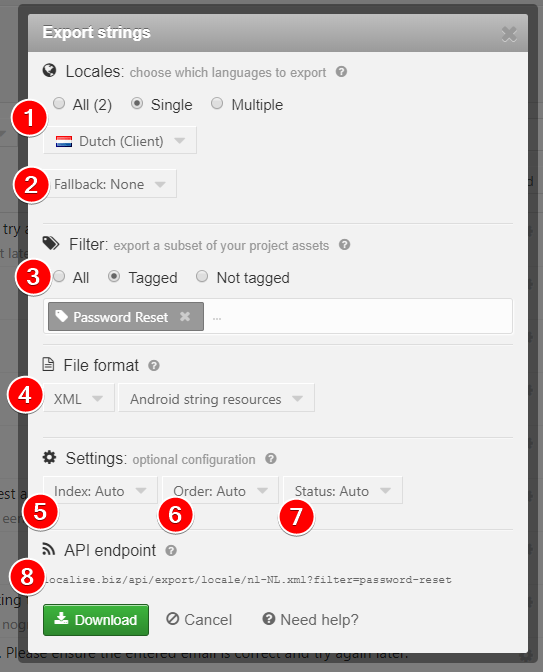 Export strings
Locales: choose which languages to export
All (2) Single Multiple
1
Dutch (Client)
2
Fallback: None
d
try a
t late
Filter: export a subset of your project assets
3
All Tagged Not tagged
Password Reset ...
File format
4
XML Android string resources
Settings: optional configuration
est a
Index: Auto Order: Auto Status: Auto
5 6 7
API endpoint
8
localise.biz/api/export/locale/nl-NL.xml?filter=password-reset
Download Cancel Need help?
. Please ensure the entered email is correct and try again later.